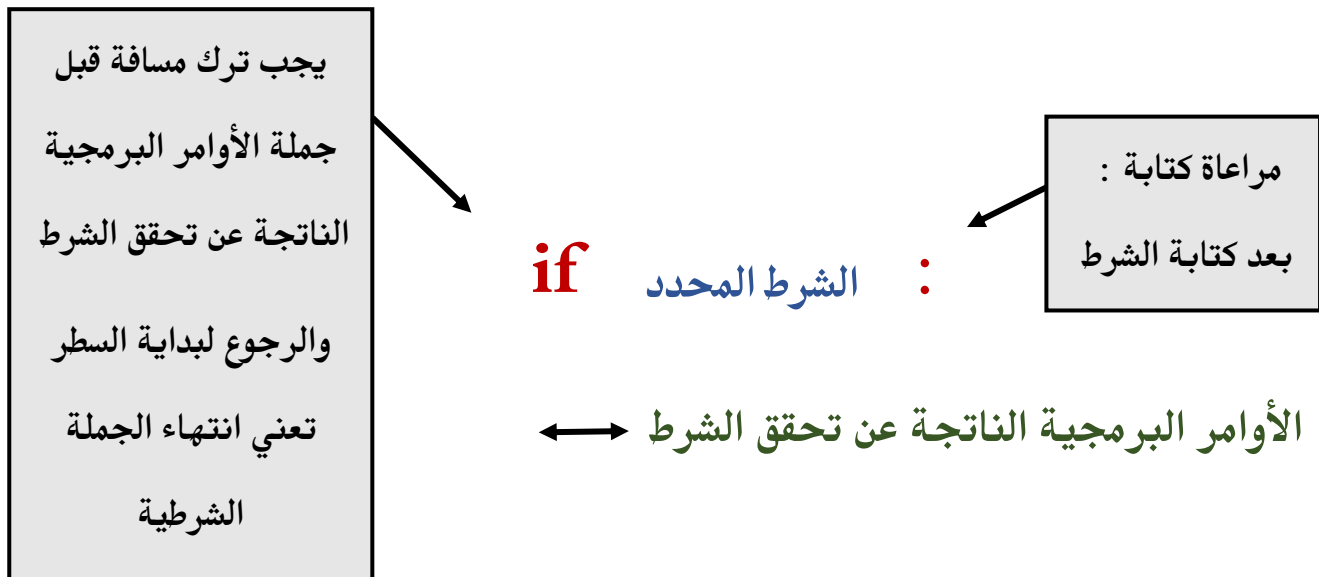 يجب ترك مسافة قبل
جملة الأوامر البرمجية
الناتجة عن تحقق الشرط
والرجوع لبداية السطر
تعني انتهاء الجملة
الشرطية
مراعاة كتابة :
بعد كتابة الشرط
if الشرط المحدد :
الأوامر البرمجية الناتجة عن تحقق الشرط